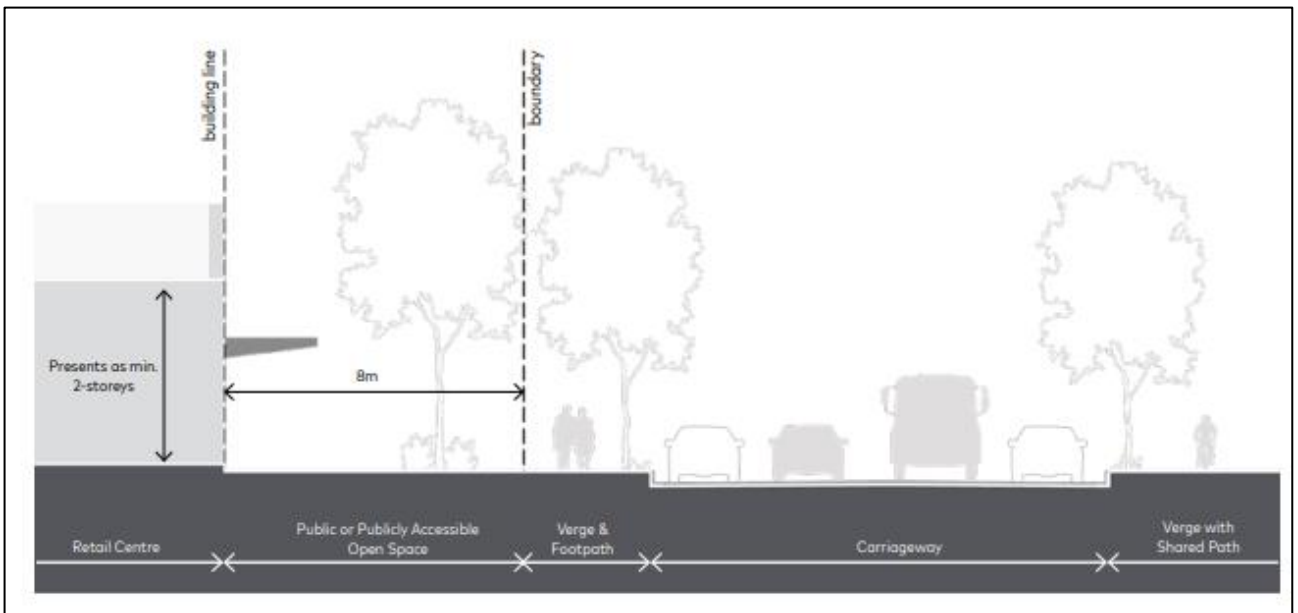 building line
boundary
Presents as min.
2-storeys
8m
Retail Centre
Public or Publicly Accessible
Open Space
Verge &
Footpath
Carriageway
Verge with
Shared Path